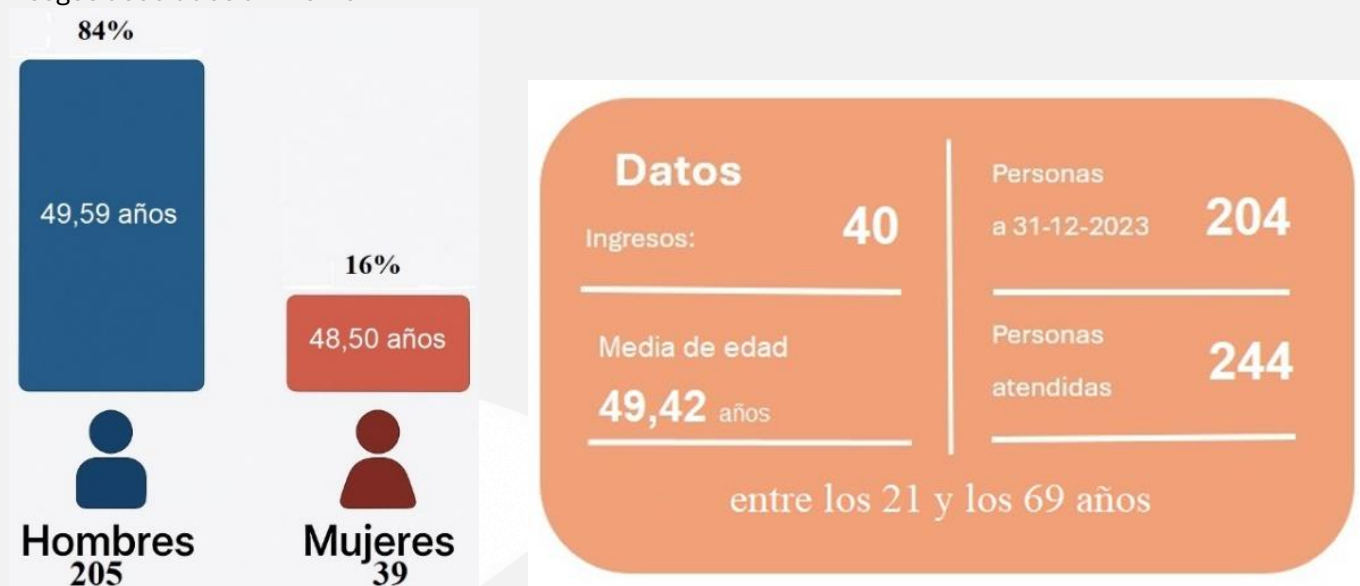 84%
49,59 años
16%
48,50 años
Hombres
205
Mujeres
39
Datos
Ingresos: 40
Media de edad
49,42 años
Personas
a 31-12-2023 204
Personas
atendidas 244
entre los 21 y los 69 años